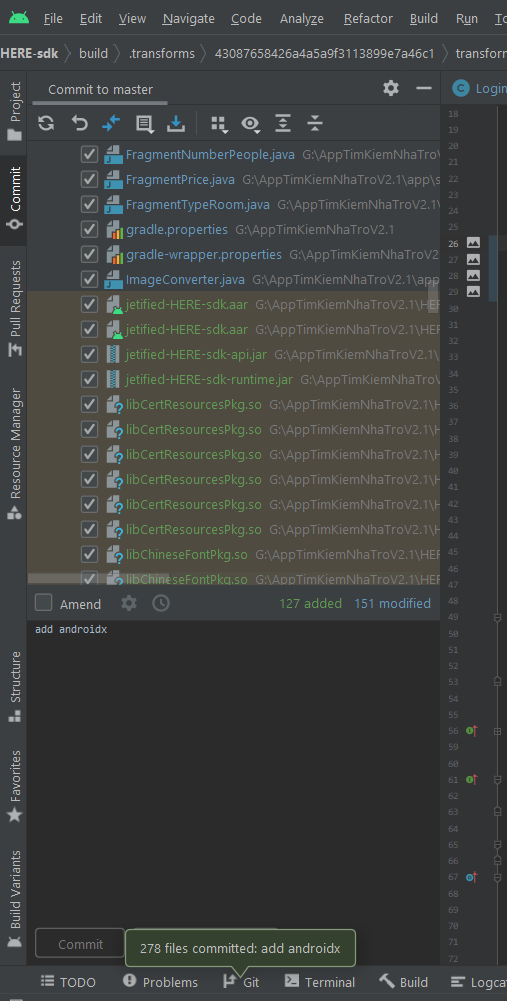 File Edit View Navigate Code Analyze Refactor Build Run
HERE-sdk build .transforms 43087658426a4a5a9f3113899e7a46c1
Commit to master
Login
Project
Commit
Pull Requests
Resource Manager
Structure
Favorites
Build Variants
FragmentNumberPeople.java G:\AppTimKiemNhaTroV
FragmentPrice.java G:\AppTimKiemNhaTroV2.1\app\s
FragmentTypeRoom.java G:\AppTimKiemNhaTroV2.1
gradle.properties G:\AppTimKiemNhaTroV2.1
gradle-wrapper.properties G:\AppTimKiemNhaTroV2
ImageConverter.java G:\AppTimKiemNhaTroV2.1\app
jetified-HERE-sdk.aar G:\AppTimKiemNhaTroV2.1\HER
jetified-HERE-sdk.aar G:\AppTimKiemNhaTroV2.1\HER
jetified-HERE-sdk-api.jar G:\AppTimKiemNhaTroV2.1\
jetified-HERE-sdk-runtime.jar G:\AppTimKiemNhaTroV2
libCertResourcesPkg.so G:\AppTimKiemNhaTroV2.1\H
libCertResourcesPkg.so G:\AppTimKiemNhaTroV2.1\H
libCertResourcesPkg.so G:\AppTimKiemNhaTroV2.1\H
libCertResourcesPkg.so G:\AppTimKiemNhaTroV2.1\H
libCertResourcesPkg.so G:\AppTimKiemNhaTroV2.1\H
libCertResourcesPkg.so G:\AppTimKiemNhaTroV2.1\H
libChineseFontPkg.so G:\AppTimKiemNhaTroV2.1\HEF
libChineseFontPkg.so G:\AppTimKiemNhaTroV2.1\HEF
Amend 127 added 151 modified
add androidx
Commit
278 files committed: add androidx
18
19
20
21
22
23
24
25
26
27
28
29
30
31
32
33
34
35
36
37
38
39
40
41
42
43
44
45
46
47
48
49
50
51
52
53
54
55
56
59
60
61
62
63
64
65
66
67
68
69
70
71
72
TODO Problems Git Terminal Build Logcat